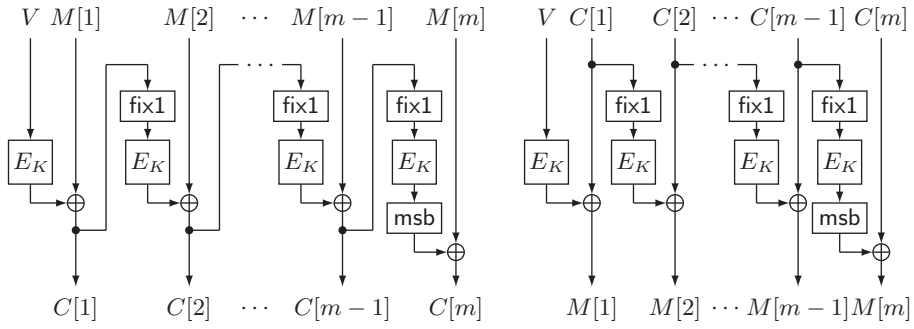 V M[1] M[2] ··· M[m − 1] M[m] V C[1] C[2] ··· C[m−1] C[m]
··· ···
fix1 fix1 fix1 fix1 fix1 fix1
E_K E_K E_K E_K E_K E_K E_K E_K
msb msb
C[1] C[2] ··· C[m−1] C[m] M[1] M[2] ··· M[m−1] M[m]